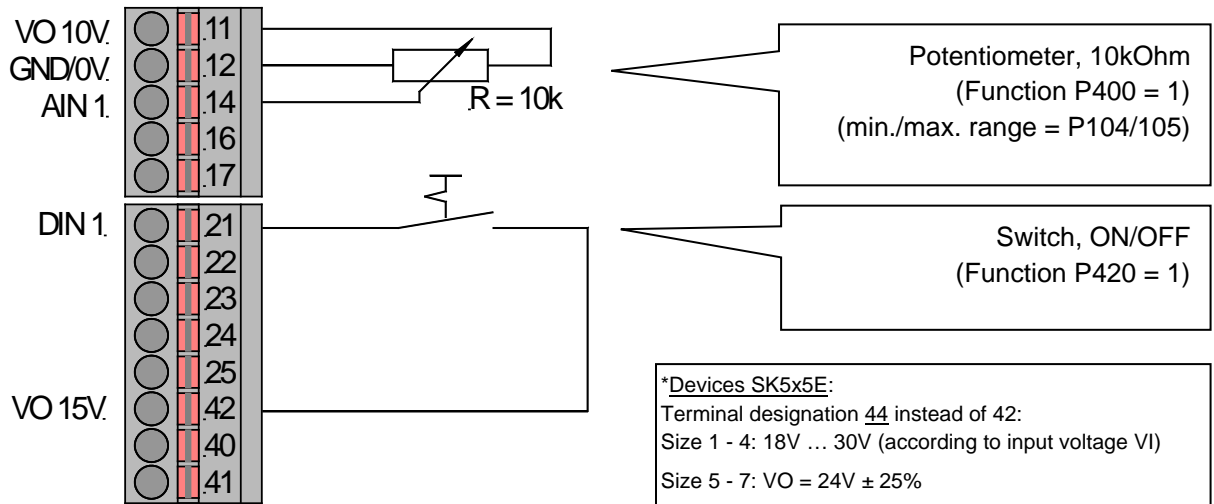 VO 10V. .11
GND/0V. .12
AIN 1. .14
.16
.17
R = 10k
Potentiometer, 10kOhm
(Function P400 = 1)
(min./max. range = P104/105)
DIN 1. .21
.22
.23
.24
.25
VO 15V. .42
.40
.41
Switch, ON/OFF
(Function P420 = 1)
*Devices SK5x5E:
Terminal designation 44 instead of 42:
Size 1 - 4: 18V … 30V (according to input voltage VI)
Size 5 - 7: VO = 24V ± 25%